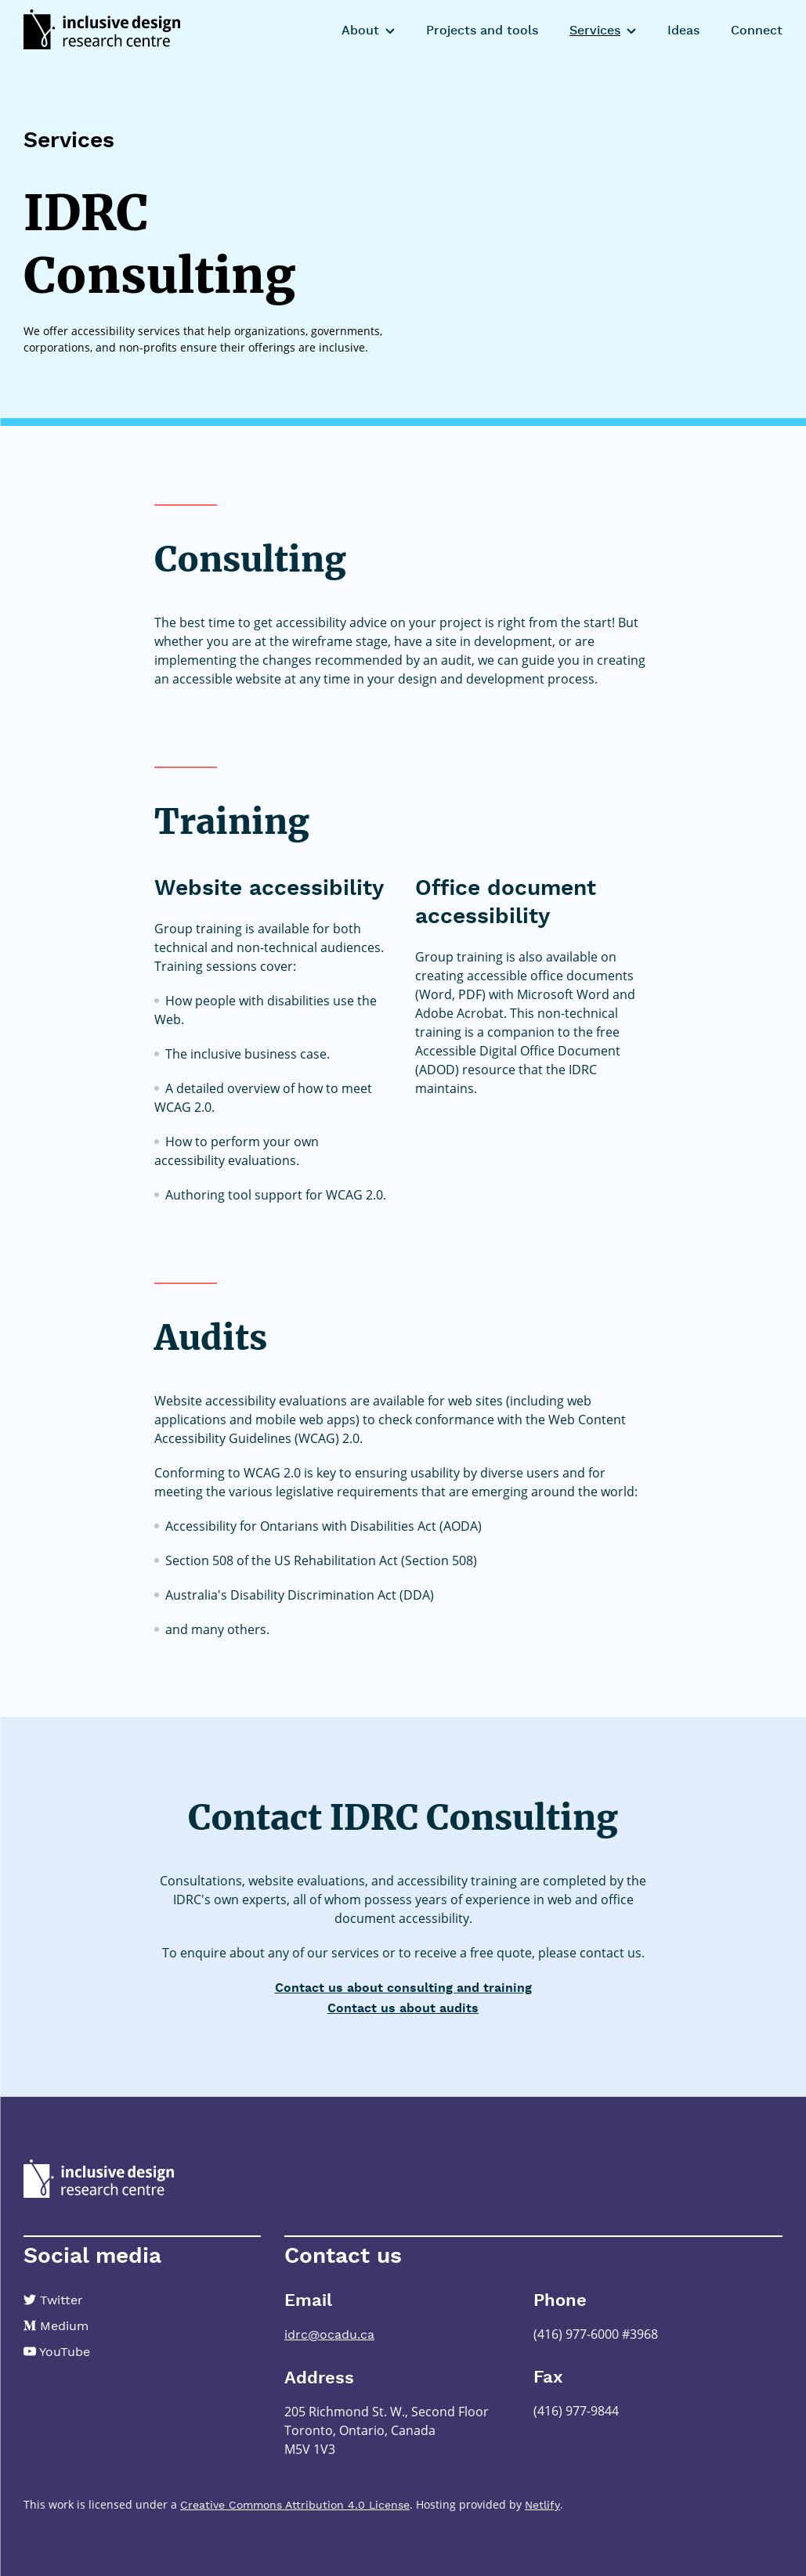 inclusive design
research centre
About
Projects and tools
Services
Ideas
Connect
Services
IDRC
Consulting
We offer accessibility services that help organizations, governments,
corporations, and non-profits ensure their offerings are inclusive.
Consulting
The best time to get accessibility advice on your project is right from the start! But
whether you are at the wireframe stage, have a site in development, or are
implementing the changes recommended by an audit, we can guide you in creating
an accessible website at any time in your design and development process.
Training
Website accessibility
Group training is available for both
technical and non-technical audiences.
Training sessions cover:
How people with disabilities use the
Web.
The inclusive business case.
A detailed overview of how to meet
WCAG 2.0.
How to perform your own
accessibility evaluations.
Authoring tool support for WCAG 2.0.
Office document
accessibility
Group training is also available on
creating accessible office documents
(Word, PDF) with Microsoft Word and
Adobe Acrobat. This non-technical
training is a companion to the free
Accessible Digital Office Document
(ADOD) resource that the IDRC
maintains.
Audits
Website accessibility evaluations are available for web sites (including web
applications and mobile web apps) to check conformance with the Web Content
Accessibility Guidelines (WCAG) 2.0.
Conforming to WCAG 2.0 is key to ensuring usability by diverse users and for
meeting the various legislative requirements that are emerging around the world:
Accessibility for Ontarians with Disabilities Act (AODA)
Section 508 of the US Rehabilitation Act (Section 508)
Australia's Disability Discrimination Act (DDA)
and many others.
Contact IDRC Consulting
Consultations, website evaluations, and accessibility training are completed by the
IDRC's own experts, all of whom possess years of experience in web and office
document accessibility.
To enquire about any of our services or to receive a free quote, please contact us.
Contact us about consulting and training
Contact us about audits
inclusive design
research centre
Social media
Twitter
Medium
YouTube
Contact us
Email
idrc@ocadu.ca
Address
205 Richmond St. W., Second Floor
Toronto, Ontario, Canada
M5V 1V3
Phone
(416) 977-6000 #3968
Fax
(416) 977-9844
This work is licensed under a Creative Commons Attribution 4.0 License. Hosting provided by Netlify.